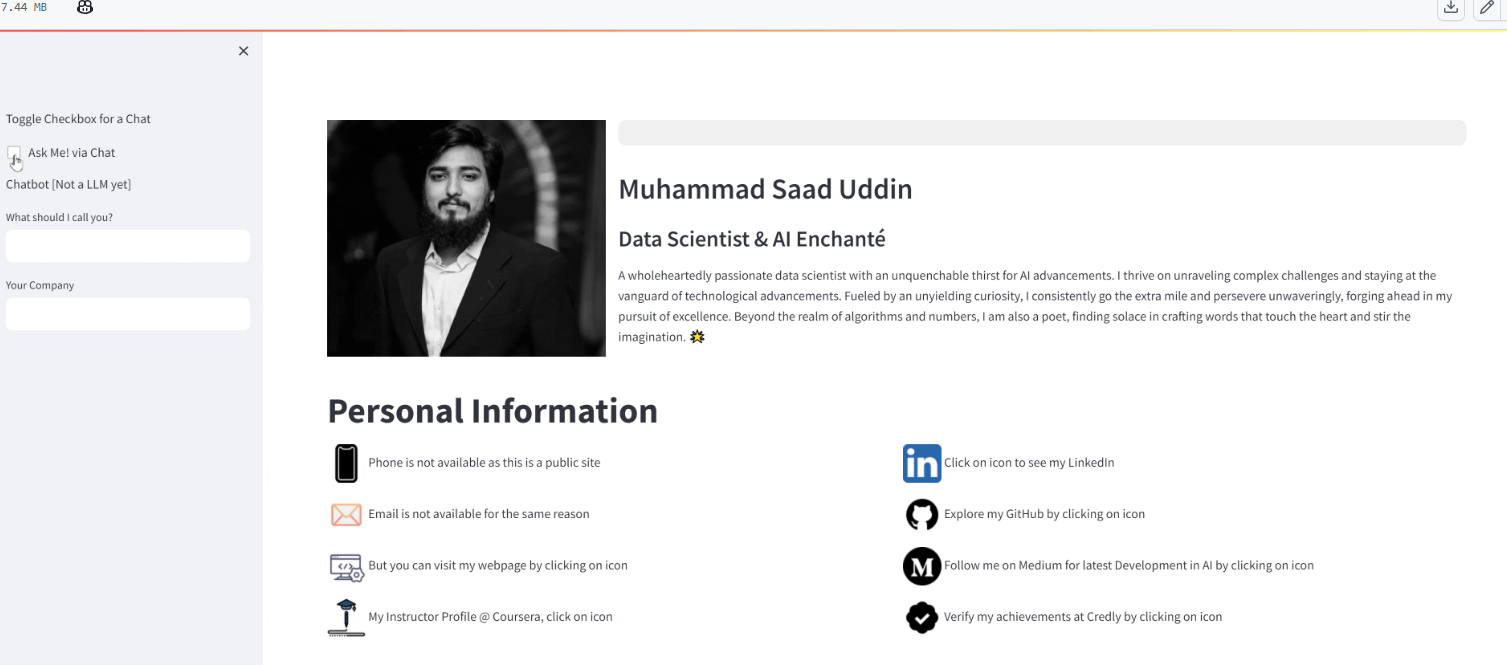 7.44 MB
Toggle Checkbox for a Chat
Ask Me! via Chat
Chatbot [Not a LLM yet]
What should I call you?
Your Company
Muhammad Saad Uddin
Data Scientist & AI Enchanté
A wholeheartedly passionate data scientist with an unquenchable thirst for AI advancements. I thrive on unraveling complex challenges and staying at the
vanguard of technological advancements. Fueled by an unyielding curiosity, I consistently go the extra mile and persevere unwaveringly, forging ahead in my
pursuit of excellence. Beyond the realm of algorithms and numbers, I am also a poet, finding solace in crafting words that touch the heart and stir the
imagination.
Personal Information
Phone is not available as this is a public site
Email is not available for the same reason
But you can visit my webpage by clicking on icon
My Instructor Profile @ Coursera, click on icon
in Click on icon to see my LinkedIn
Explore my GitHub by clicking on icon
M Follow me on Medium for latest Development in AI by clicking on icon
Verify my achievements at Credly by clicking on icon